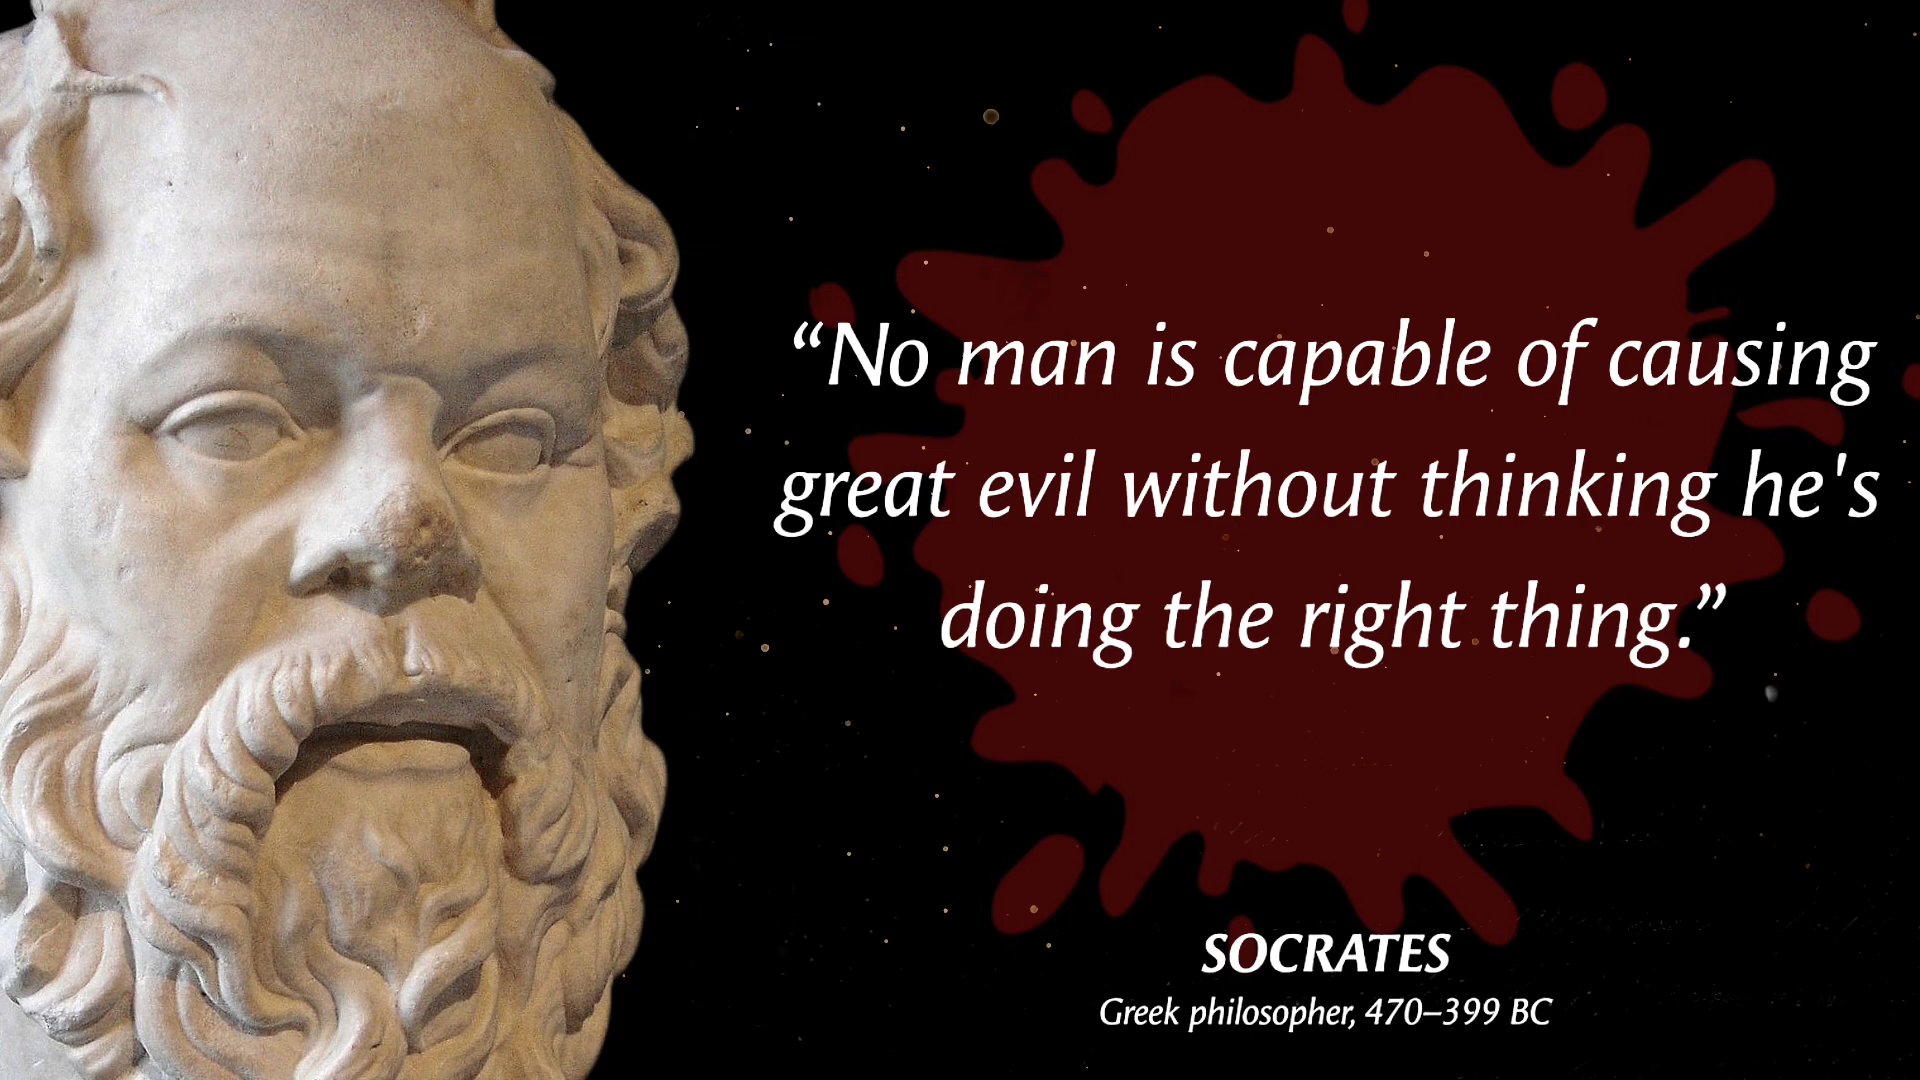 “No man is capable of causing
great evil without thinking he's
doing the right thing.”
SOCRATES
Greek philosopher, 470–399 BC